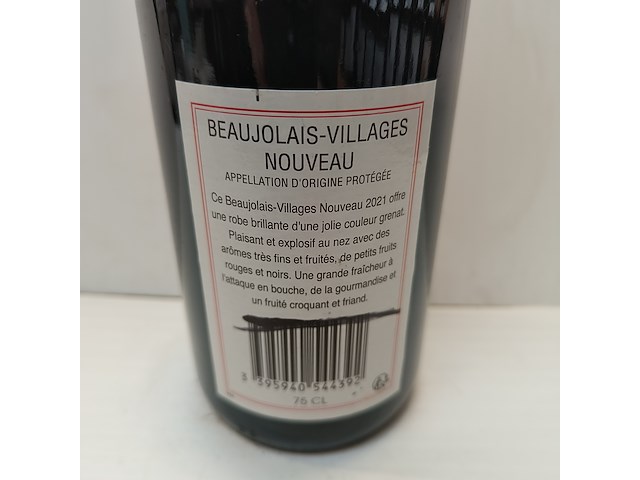 BEAUJOLAIS-VILLAGES
NOUVEAU
APPELLATION D'ORIGINE PROTÉGÉE
Ce Beaujolais-Villages Nouveau 2021 offre
une robe brillante d'une jolie couleur grenat.
Plaisant et explosif au nez avec des
arômes très fins et fruités, de petits fruits
rouges et noirs. Une grande fraîcheur à
l'attaque en bouche, de la gourmandise et
un fruité croquant et friand.
3 395940 544392
75 CL